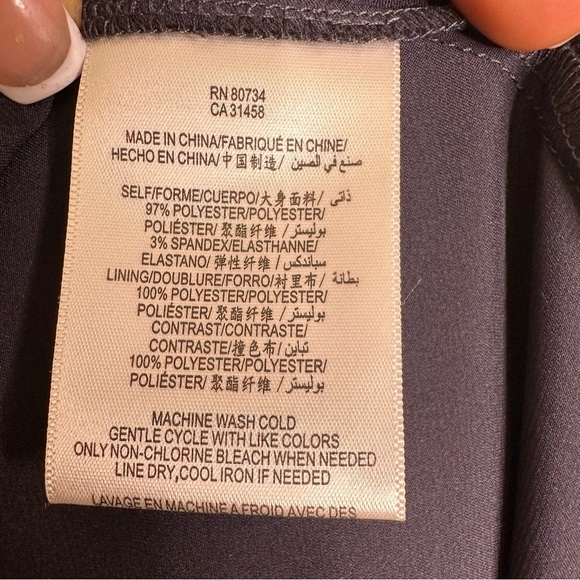 RN 80734
CA 31458
MADE IN CHINA/FABRIQUÉ EN CHINE/
HECHO EN CHINA/中国制造/ صنع في الصين
SELF/FORME/CUERPO/大身面料/ ذاتى
97% POLYESTER/POLYESTER/
POLIÉSTER/ 聚酯纤维 /بوليستر
3% SPANDEX/ELASTHANNE/
ELASTANO/ 弹性纤维 /سباندكس
LINING/DOUBLURE/FORRO/衬里布/ بطانة
100% POLYESTER/POLYESTER/
POLIÉSTER/ 聚酯纤维 /بوليستر
CONTRAST/CONTRASTE/
CONTRASTE/撞色布/ تباين
100% POLYESTER/POLYESTER/
POLIÉSTER/ 聚酯纤维 /بوليستر
MACHINE WASH COLD
GENTLE CYCLE WITH LIKE COLORS
ONLY NON-CHLORINE BLEACH WHEN NEEDED
LINE DRY,COOL IRON IF NEEDED
LAVAGE EN MACHINE A FROID AVEC DES